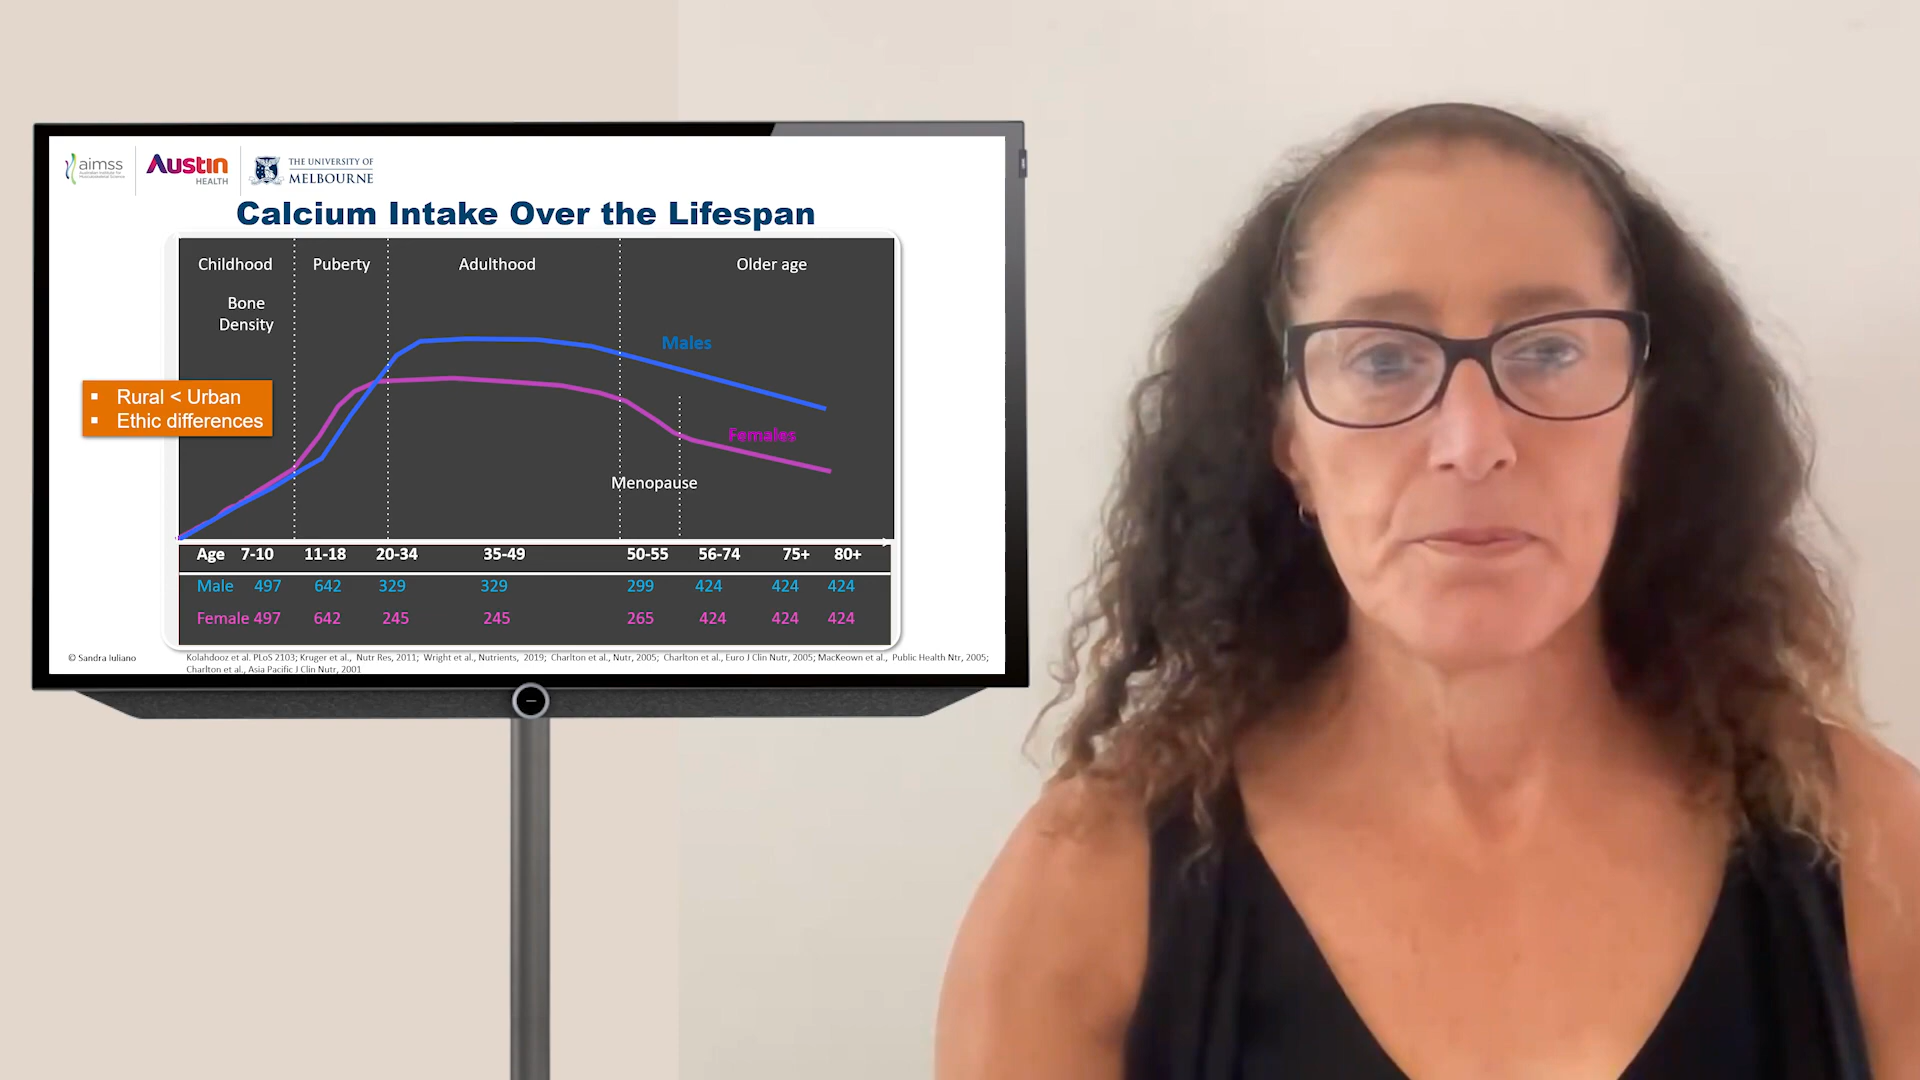 aimss
Austin
HEALTH
THE UNIVERSITY OF
MELBOURNE
Calcium Intake Over the Lifespan
Childhood Puberty Adulthood Older age
Bone
Density
Males
▪ Rural < Urban
▪ Ethic differences
Females
Menopause
Age 7-10 11-18 20-34 35-49 50-55 56-74 75+ 80+
Male 497 642 329 329 299 424 424 424
Female 497 642 245 245 265 424 424 424
© Sandra Iuliano
Kolahdooz et al. PLoS 2103; Kruger et al., Nutr Res, 2011; Wright et al., Nutrients, 2019; Charlton et al., Nutr, 2005; Charlton et al., Euro J Clin Nutr, 2005; MacKeown et al., Public Health Ntr, 2005;
Charlton et al., Asia Pacific J Clin Nutr, 2001